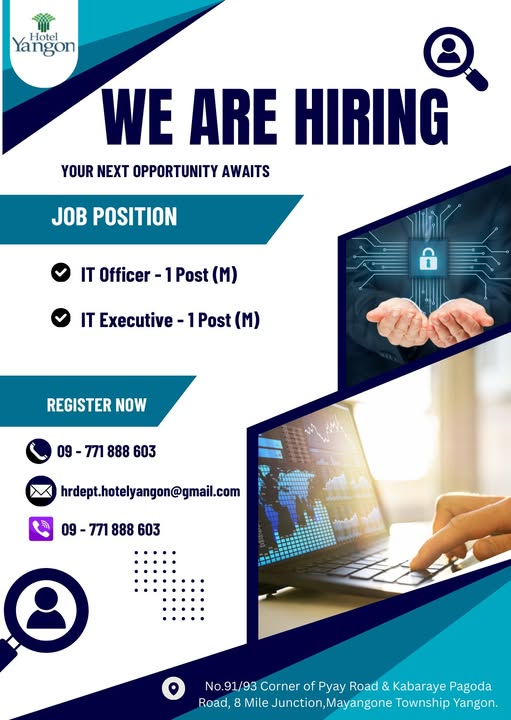 Hotel
Yangon
WE ARE HIRING
YOUR NEXT OPPORTUNITY AWAITS
JOB POSITION
IT Officer - 1 Post (M)
IT Executive - 1 Post (M)
REGISTER NOW
09 - 771 888 603
hrdept.hotelyangon@gmail.com
09 - 771 888 603
No.91/93 Corner of Pyay Road & Kabaraye Pagoda
Road, 8 Mile Junction,Mayangone Township Yangon.